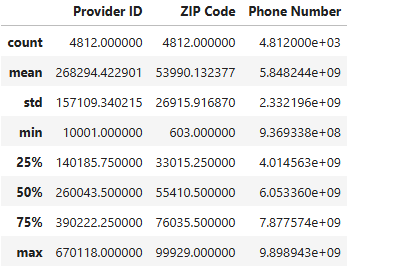 Provider ID ZIP Code Phone Number
count 4812.000000 4812.000000 4.812000e+03
mean 268294.422901 53990.132377 5.848244e+09
std 157109.340215 26915.916870 2.332196e+09
min 10001.000000 603.000000 9.369338e+08
25% 140185.750000 33015.250000 4.014563e+09
50% 260043.500000 55410.500000 6.053360e+09
75% 390222.250000 76035.500000 7.877574e+09
max 670118.000000 99929.000000 9.898943e+09